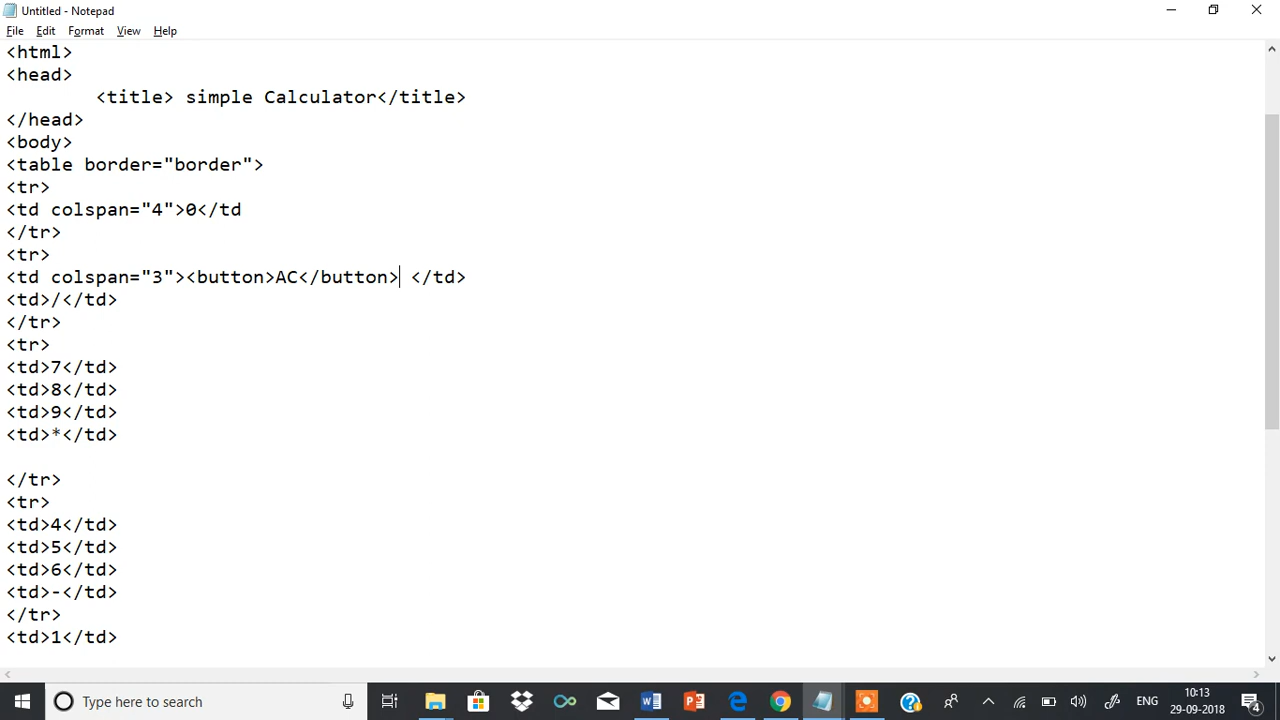 Untitled - Notepad
File Edit Format View Help
<html>
<head>
<title> simple Calculator</title>
</head>
<body>
<table border="border">
<tr>
<td colspan="4">0</td
</tr>
<tr>
<td colspan="3"><button>AC</button> </td>
<td>/</td>
</tr>
<tr>
<td>7</td>
<td>8</td>
<td>9</td>
<td>*</td>
</tr>
<tr>
<td>4</td>
<td>5</td>
<td>6</td>
<td>-</td>
</tr>
<td>1</td>
Type here to search
ENG
10:13
29-09-2018
4